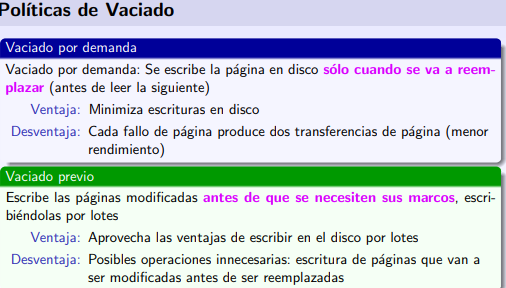 Políticas de Vaciado
Vaciado por demanda
Vaciado por demanda: Se escribe la página en disco sólo cuando se va a reem-
plazar (antes de leer la siguiente)
Ventaja: Minimiza escrituras en disco
Desventaja: Cada fallo de página produce dos transferencias de página (menor
rendimiento)
Vaciado previo
Escribe las páginas modificadas antes de que se necesiten sus marcos, escri-
biéndolas por lotes
Ventaja: Aprovecha las ventajas de escribir en el disco por lotes
Desventaja: Posibles operaciones innecesarias: escritura de páginas que van a
ser modificadas antes de ser reemplazadas